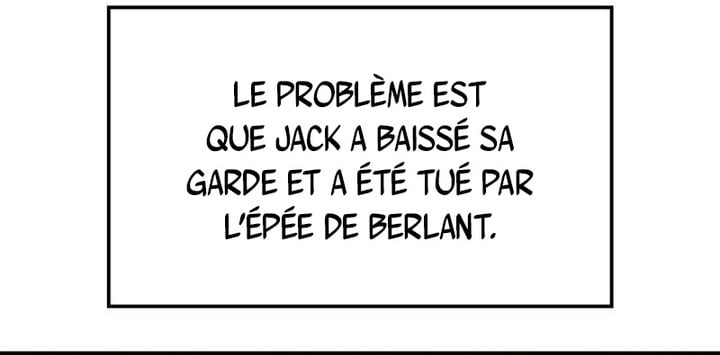 LE PROBLÈME EST
QUE JACK A BAISSÉ SA
GARDE ET A ÉTÉ TUÉ PAR
L'ÉPÉE DE BERLANT.